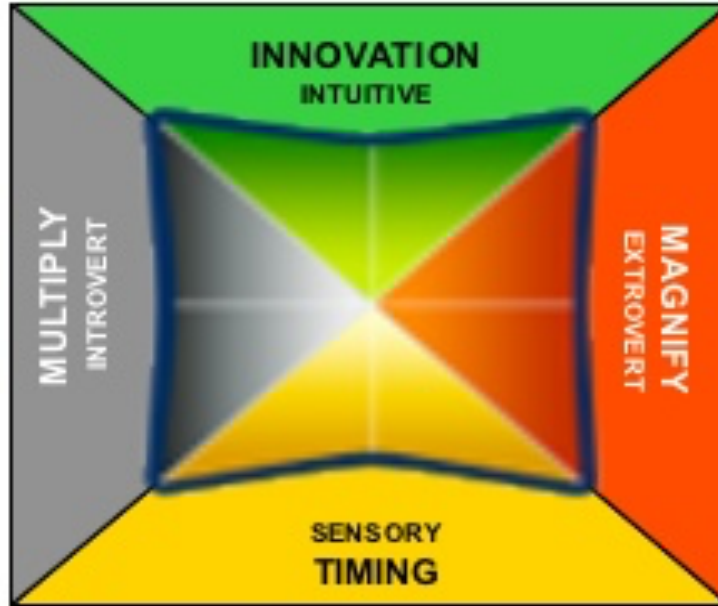 INNOVATION
INTUITIVE
MULTIPLY
INTROVERT
MAGNIFY
EXTROVERT
SENSORY
TIMING